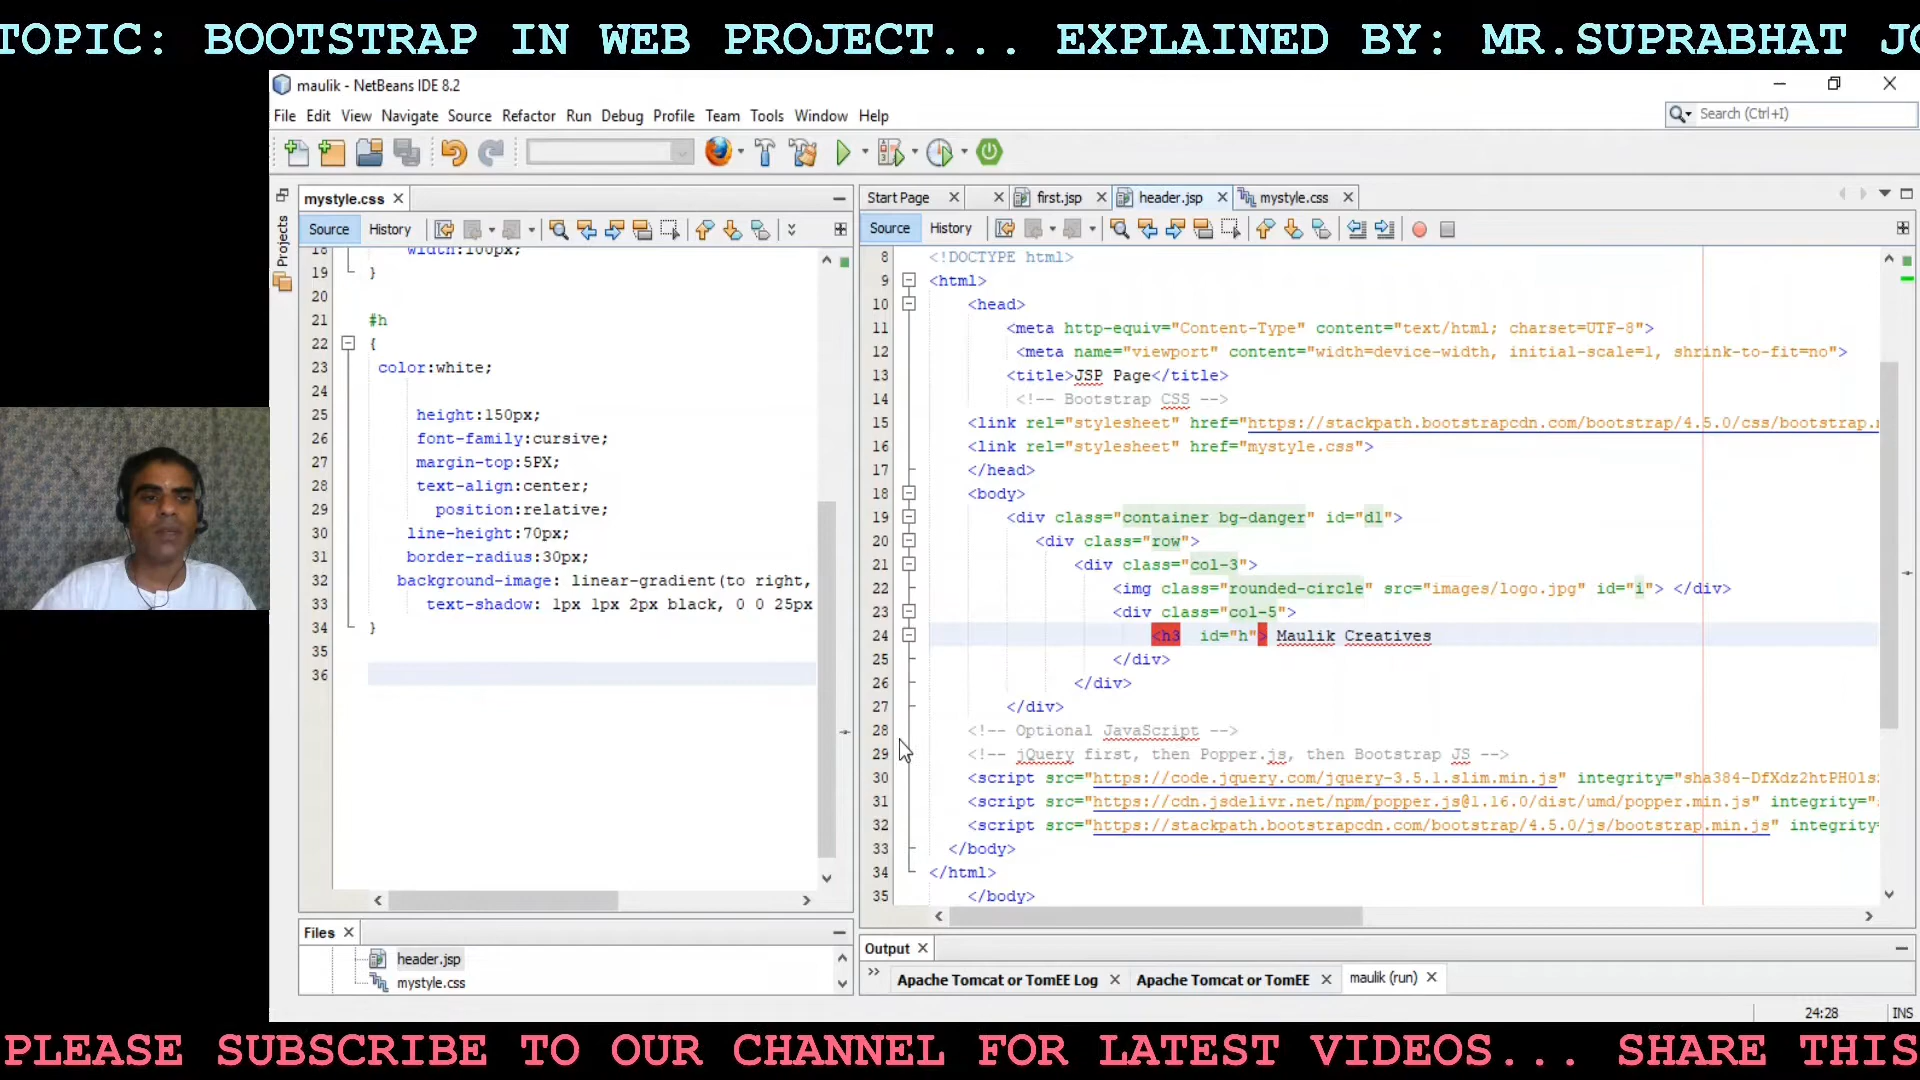 TOPIC: BOOTSTRAP IN WEB PROJECT... EXPLAINED BY: MR.SUPRABHAT
maulik - NetBeans IDE 8.2
File Edit View Navigate Source Refactor Run Debug Profile Team Tools Window Help
Search (Ctrl+I)
Projects
mystyle.css
Source History
18 width:100px;
19 }
20
21 #h
22 {
23 color:white;
24
25 height:150px;
26 font-family:cursive;
27 margin-top:5PX;
28 text-align:center;
29 position:relative;
30 line-height:70px;
31 border-radius:30px;
32 background-image: linear-gradient(to right,
33 text-shadow: 1px 1px 2px black, 0 0 25px
34 }
35
36
Files
header.jsp
mystyle.css
Start Page first.jsp header.jsp mystyle.css
Source History
8 <!DOCTYPE html>
9 <html>
10 <head>
11 <meta http-equiv="Content-Type" content="text/html; charset=UTF-8">
12 <meta name="viewport" content="width=device-width, initial-scale=1, shrink-to-fit=no">
13 <title>JSP Page</title>
14 <!-- Bootstrap CSS -->
15 <link rel="stylesheet" href="https://stackpath.bootstrapcdn.com/bootstrap/4.5.0/css/bootstrap.
16 <link rel="stylesheet" href="mystyle.css">
17 </head>
18 <body>
19 <div class="container bg-danger" id="d1">
20 <div class="row">
21 <div class="col-3">
22 <img class="rounded-circle" src="images/logo.jpg" id="i"> </div>
23 <div class="col-5">
24 <h3 id="h"> Maulik Creatives
25 </div>
26 </div>
27 </div>
28 <!-- Optional JavaScript -->
29 <!-- jQuery first, then Popper.js, then Bootstrap JS -->
30 <script src="https://code.jquery.com/jquery-3.5.1.slim.min.js" integrity="sha384-DfXdz2htPH0ls
31 <script src="https://cdn.jsdelivr.net/npm/popper.js@1.16.0/dist/umd/popper.min.js" integrity="
32 <script src="https://stackpath.bootstrapcdn.com/bootstrap/4.5.0/js/bootstrap.min.js" integrity
33 </body>
34 </html>
35 </body>
Output
Apache Tomcat or TomEE Log Apache Tomcat or TomEE maulik (run)
24:28 INS
PLEASE SUBSCRIBE TO OUR CHANNEL FOR LATEST VIDEOS... SHARE THIS